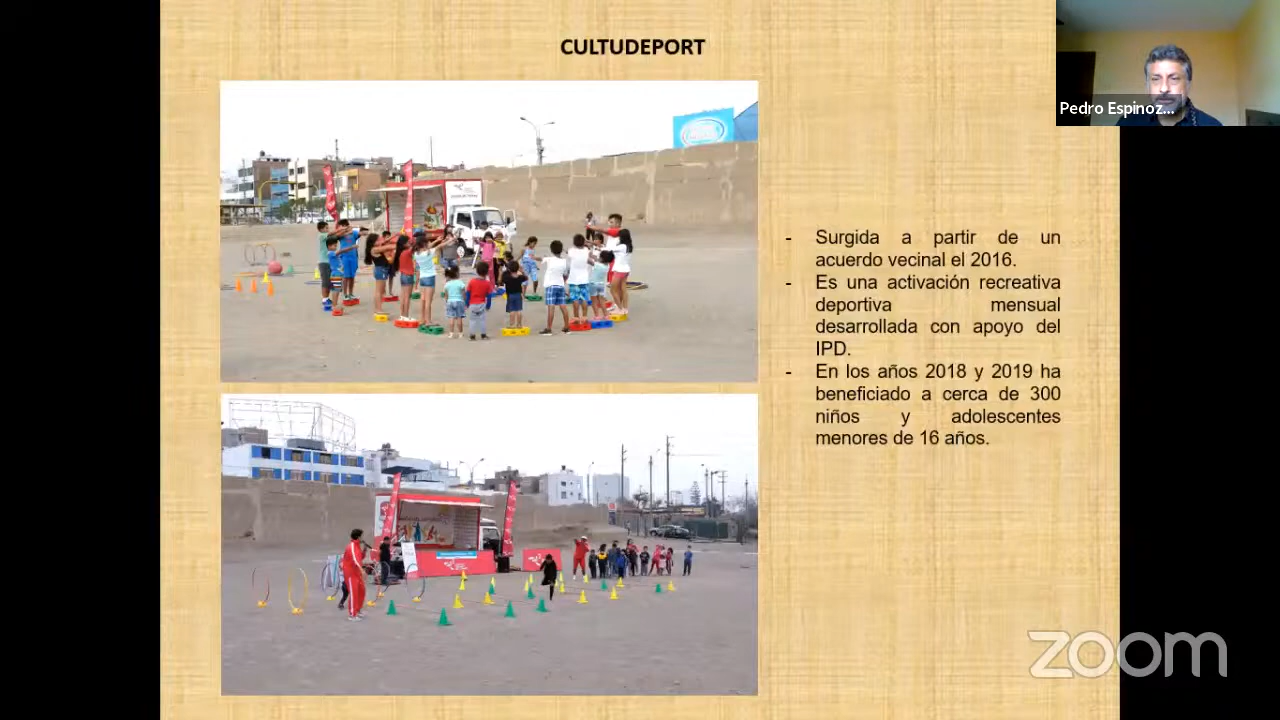 CULTUDEPORT
Pedro Espinoz...
- Surgida a partir de un
acuerdo vecinal el 2016.
- Es una activación recreativa
deportiva mensual
desarrollada con apoyo del
IPD.
- En los años 2018 y 2019 ha
beneficiado a cerca de 300
niños y adolescentes
menores de 16 años.
zoom